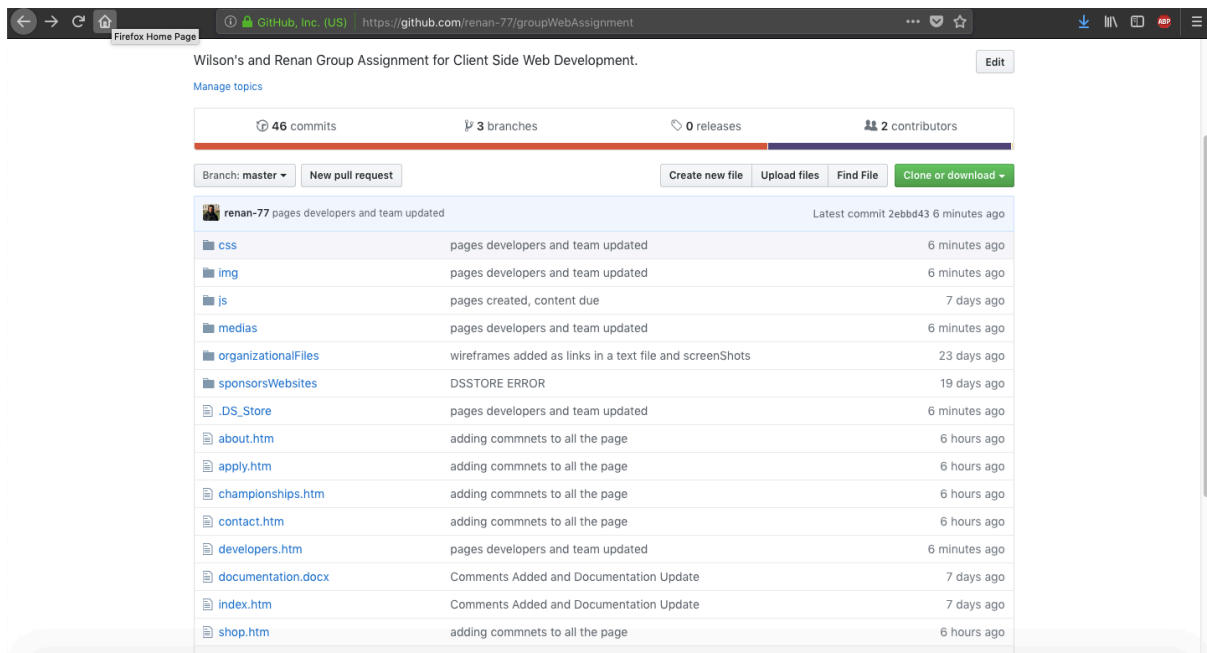 GitHub, Inc. (US) https://github.com/renan-77/groupWebAssignment ABP
Firefox Home Page
Wilson's and Renan Group Assignment for Client Side Web Development. Edit
Manage topics
46 commits 3 branches 0 releases 2 contributors
Branch: master New pull request Create new file Upload files Find File Clone or download
renan-77 pages developers and team updated Latest commit 2ebbd43 6 minutes ago
css pages developers and team updated 6 minutes ago
img pages developers and team updated 6 minutes ago
js pages created, content due 7 days ago
medias pages developers and team updated 6 minutes ago
organizationalFiles wireframes added as links in a text file and screenShots 23 days ago
sponsorsWebsites DSSTORE ERROR 19 days ago
.DS_Store pages developers and team updated 6 minutes ago
about.htm adding commnets to all the page 6 hours ago
apply.htm adding commnets to all the page 6 hours ago
championships.htm adding commnets to all the page 6 hours ago
contact.htm adding commnets to all the page 6 hours ago
developers.htm pages developers and team updated 6 minutes ago
documentation.docx Comments Added and Documentation Update 7 days ago
index.htm Comments Added and Documentation Update 7 days ago
shop.htm adding commnets to all the page 6 hours ago